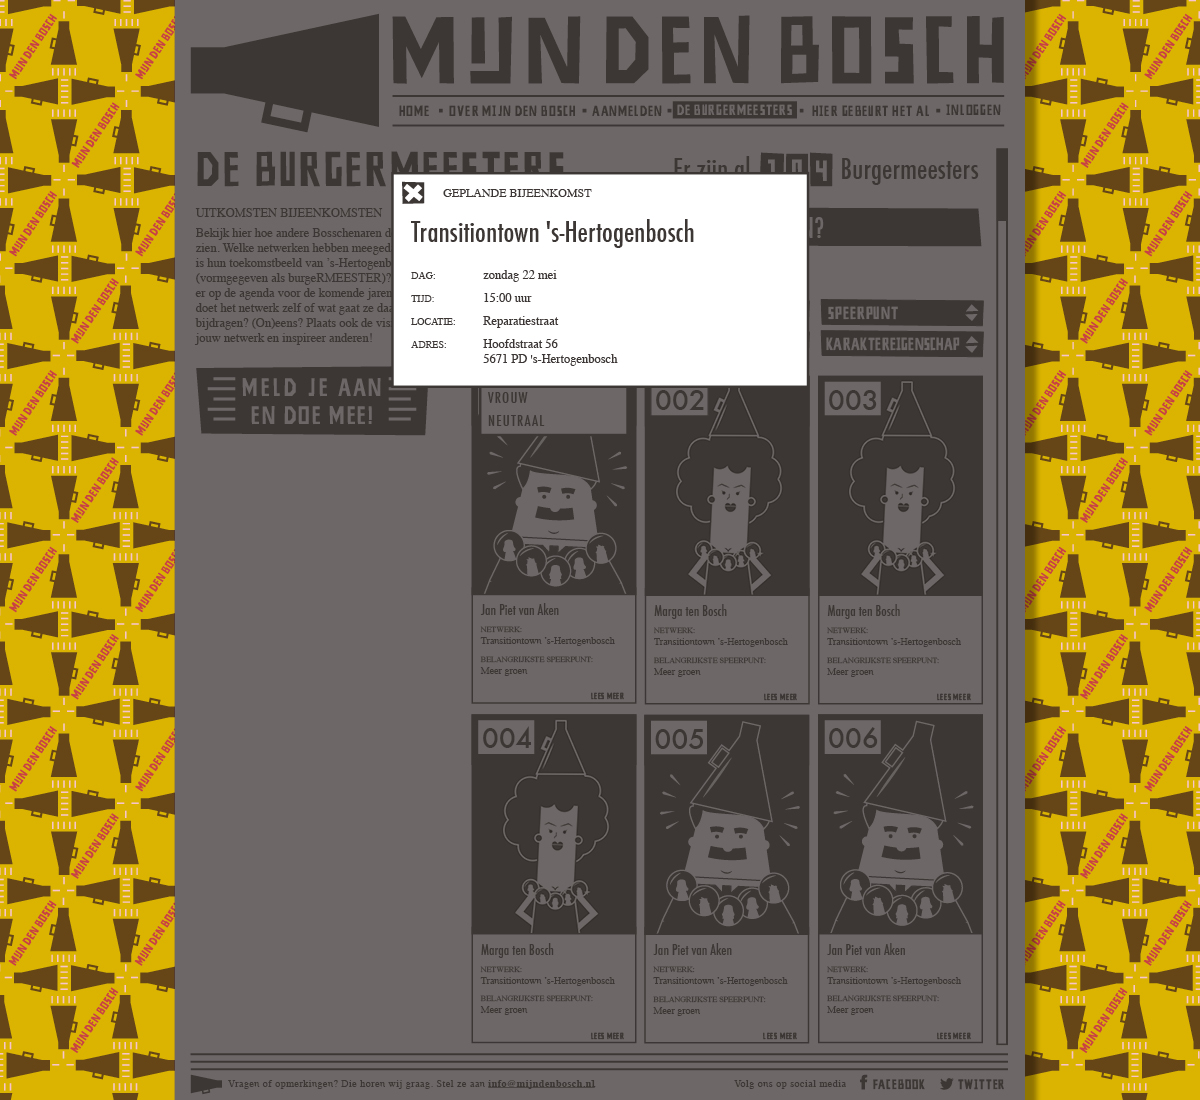 MIJN DEN BOSCH
HOME • OVER MIJN DEN BOSCH • AANMELDEN • DE BURGERMEESTERS • HIER GEBEURT HET AL • INLOGGEN
DE BURGERMEESTERS
Er zijn al 104 Burgermeesters
UITKOMSTEN BIJEENKOMSTEN
Bekijk hier hoe andere Bosschenaren
zien. Welke netwerken hebben
is hun toekomstbeeld van 's-Hertogenb
(vormgegeven als burgeRMEESTER)?
er op de agenda voor de komende jaren
doet het netwerk zelf of wat gaat ze
bijdragen? (On)eens? Plaats ook de
jouw netwerk en inspireer anderen!
MELD JE AAN
EN DOE MEE!
GEPLANDE BIJEENKOMST
Transitiontown 's-Hertogenbosch
DAG: zondag 22 mei
TIJD: 15:00 uur
LOCATIE: Reparatiestraat
ADRES: Hoofdstraat 56
5671 PD 's-Hertogenbosch
SPEERPUNT
KARAKTEREIGENSCHAP
VROUW
NEUTRAAL
Jan Piet van Aken
NETWERK:
Transitiontown 's-Hertogenbosch
BELANGRIJKSTE SPEERPUNT:
Meer groen
LEES MEER
002
Marga ten Bosch
NETWERK:
Transitiontown 's-Hertogenbosch
BELANGRIJKSTE SPEERPUNT:
Meer groen
LEES MEER
003
Marga ten Bosch
NETWERK:
Transitiontown 's-Hertogenbosch
BELANGRIJKSTE SPEERPUNT:
Meer groen
LEES MEER
004
Marga ten Bosch
NETWERK:
Transitiontown 's-Hertogenbosch
BELANGRIJKSTE SPEERPUNT:
Meer groen
LEES MEER
005
Jan Piet van Aken
NETWERK:
Transitiontown 's-Hertogenbosch
BELANGRIJKSTE SPEERPUNT:
Meer groen
LEES MEER
006
Jan Piet van Aken
NETWERK:
Transitiontown 's-Hertogenbosch
BELANGRIJKSTE SPEERPUNT:
Meer groen
LEES MEER
Vragen of opmerkingen? Die horen wij graag. Stel ze aan info@mijndenbosch.nl
Volg ons op social media FACEBOOK TWITTER